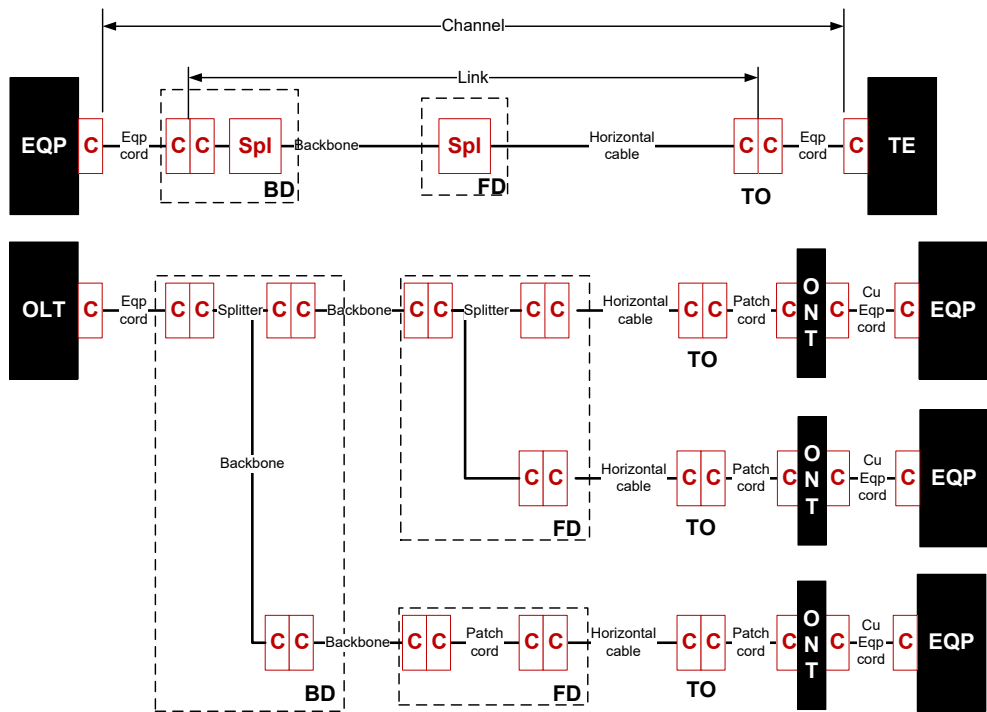 Channel
Link
EQP
C
Eqp
cord
C C
Spl
Backbone
BD
Spl
FD
Horizontal
cable
C C
TO
Eqp
cord
C
TE
OLT
C
Eqp
cord
C C
Splitter
C C
Backbone
C C
Splitter
C C
Horizontal
cable
C C
TO
Patch
cord
C
O
N
T
C
Cu
Eqp
cord
C
EQP
Backbone
C C
FD
Horizontal
cable
C C
TO
Patch
cord
C
O
N
T
C
Cu
Eqp
cord
C
EQP
C C
BD
Backbone
C C
Patch
cord
C C
FD
Horizontal
cable
C C
TO
Patch
cord
C
O
N
T
C
Cu
Eqp
cord
C
EQP